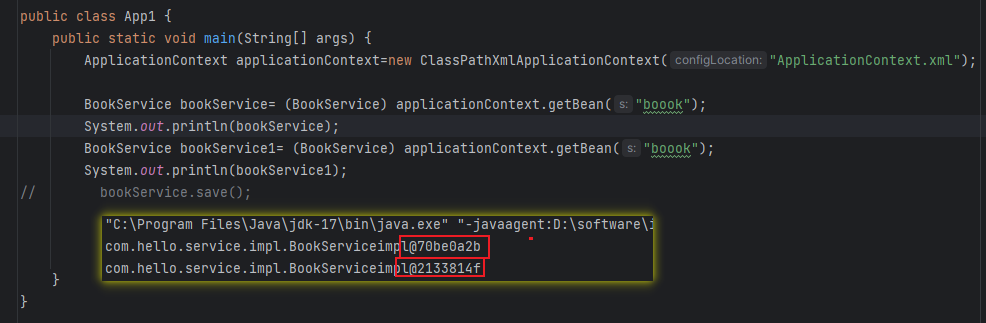 public class App1 {
public static void main(String[] args) {
ApplicationContext applicationContext=new ClassPathXmlApplicationContext( configLocation: "ApplicationContext.xml");
BookService bookService= (BookService) applicationContext.getBean( s: "boook");
System.out.println(bookService);
BookService bookService1= (BookService) applicationContext.getBean( s: "boook");
System.out.println(bookService1);
// bookService.save();
"C:\Program Files\Java\jdk-17\bin\java.exe" "-javaagent:D:\software\i
com.hello.service.impl.BookServiceimpl@70be0a2b
com.hello.service.impl.BookServiceimpl@2133814f
}
}